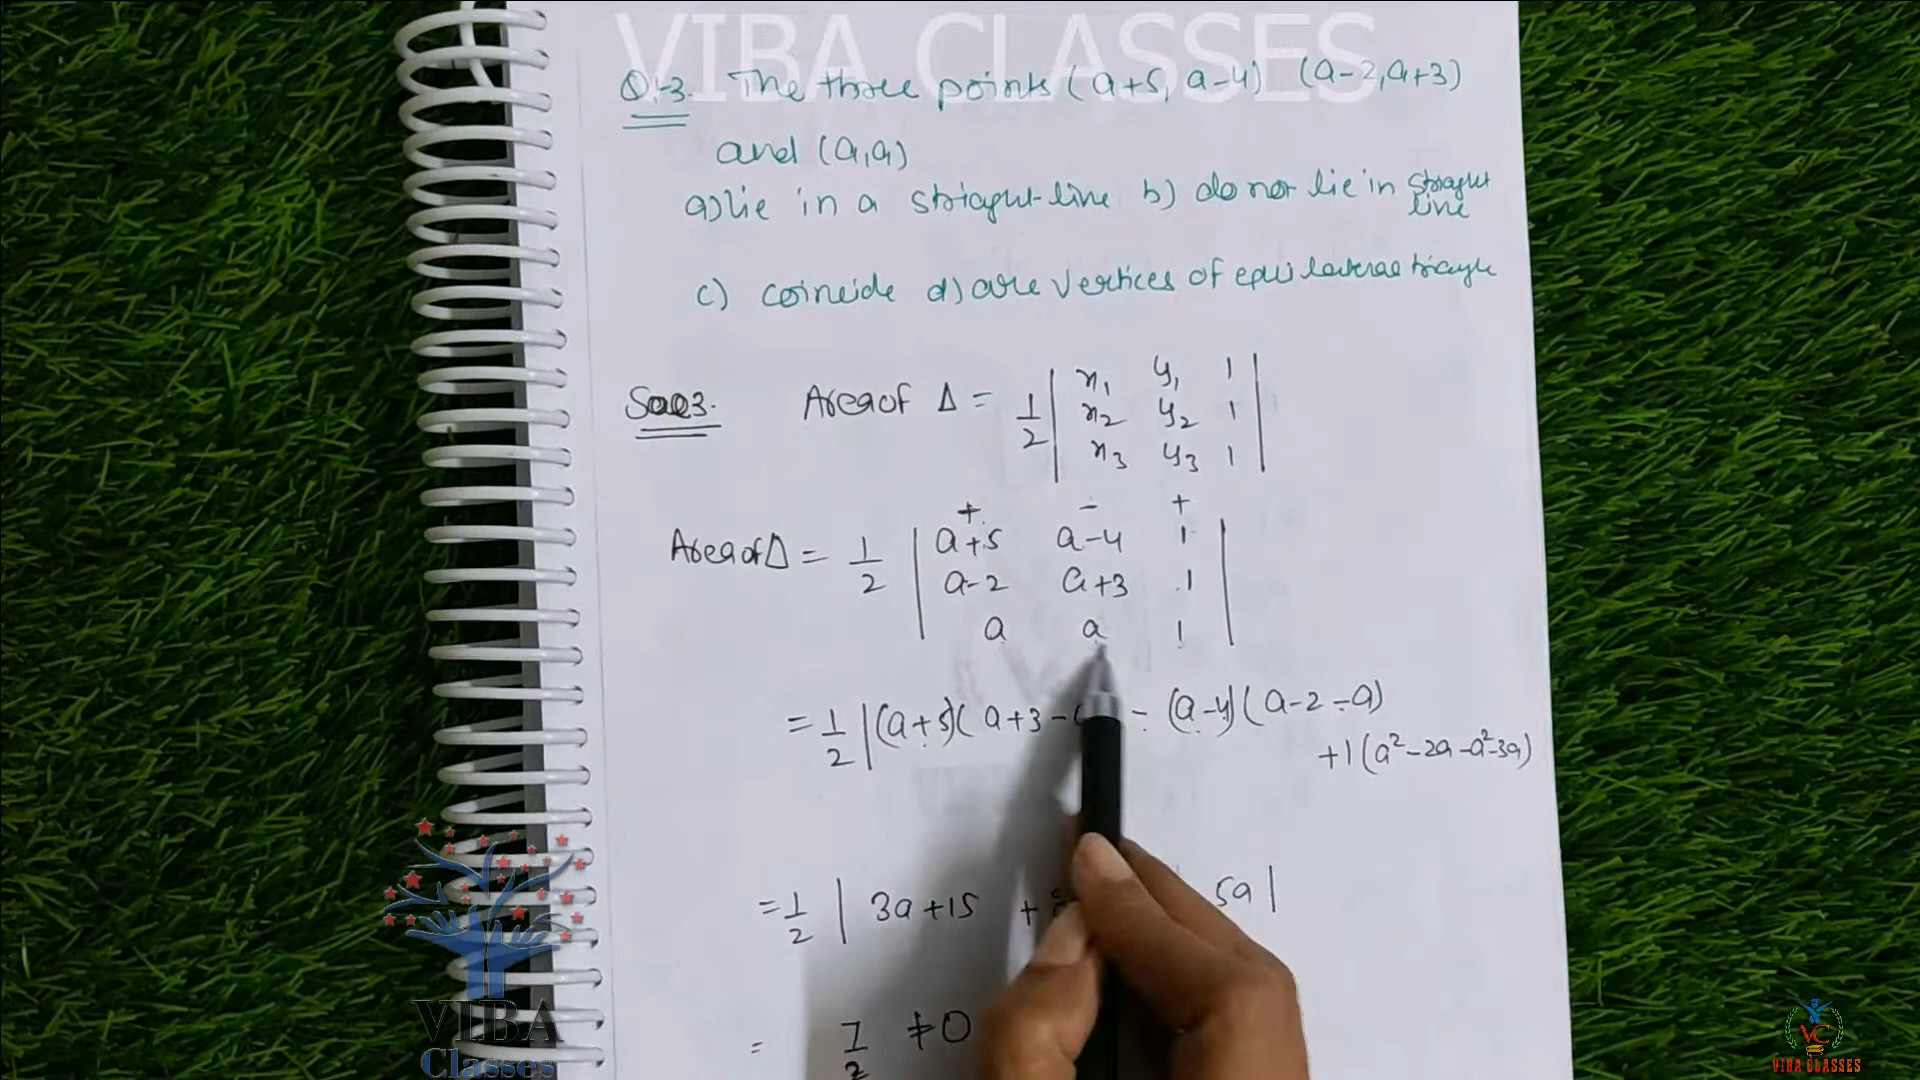 VIBA CLASSES
Q.3. The three points (a+5, a-4) (a-2, a+3)
and (a, a)
a) lie in a striaght-line b) do not lie in straight line
c) coincide d) are vertices of equilateral triangle
Area of Δ = 1/2 | x1 y1 1 |
| x2 y2 1 |
| x3 y3 1 |
+ - +
Area of Δ = 1/2 | a+5 a-4 1 |
| a-2 a+3 1 |
| a a 1 |
= 1/2 | (a+5)(a+3- - (a-4)(a-2-a)
+1(a²-2a-a²-3a)
= 1/2 | 3a+15 + 5a |
= 7/2 ≠0
VIBA
Classes
VC
VIBA CLASSES